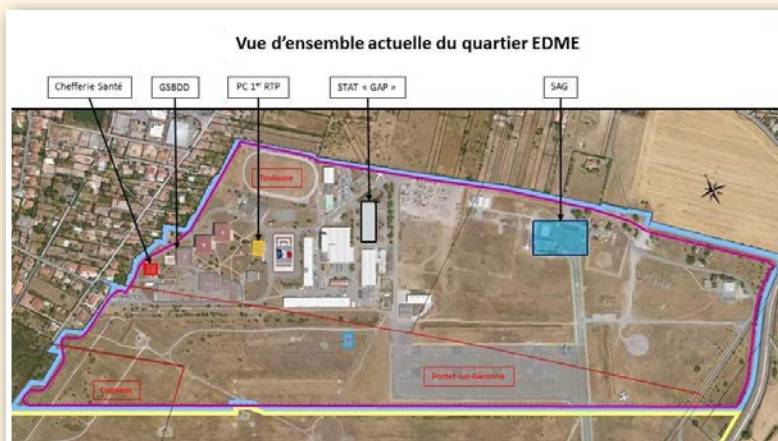 Vue d'ensemble actuelle du quartier EDME
Chefferie Santé
GSBDD
PC 1er RTP
STAT « GAP »
SAG
Toulouse
Cugnaux
Portet-sur-Garonne